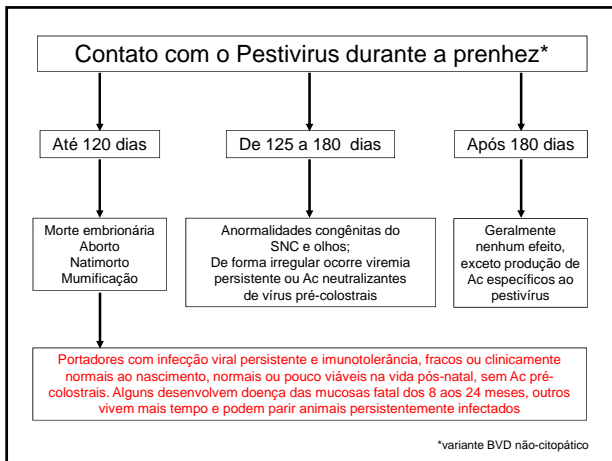 Contato com o Pestivirus durante a prenhez*
Até 120 dias
De 125 a 180 dias
Após 180 dias
Morte embrionária
Aborto
Natimorto
Mumificação
Anormalidades congênitas do
SNC e olhos;
De forma irregular ocorre viremia
persistente ou Ac neutralizantes
de vírus pré-colostrais
Geralmente
nenhum efeito,
exceto produção de
Ac específicos ao
pestivírus
Portadores com infecção viral persistente e imunotolerância, fracos ou clinicamente
normais ao nascimento, normais ou pouco viáveis na vida pós-natal, sem Ac pré-
colostrais. Alguns desenvolvem doença das mucosas fatal dos 8 aos 24 meses, outros
vivem mais tempo e podem parir animais persistentemente infectados
*variante BVD não-citopático